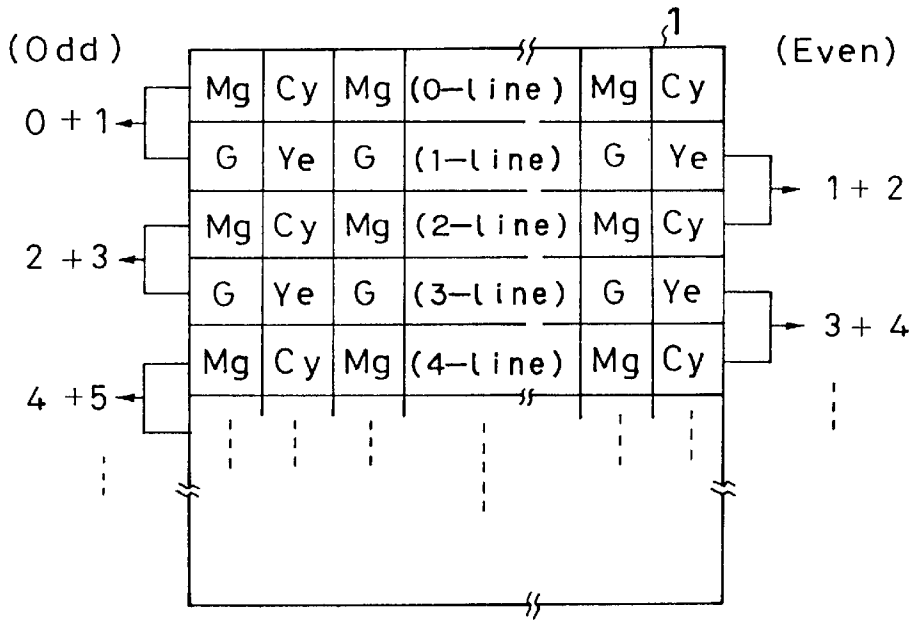 1
(Odd) (Even)
Mg Cy Mg (0-line) Mg Cy
0 + 1
G Ye G (1-line) G Ye
1 + 2
Mg Cy Mg (2-line) Mg Cy
2 + 3
G Ye G (3-line) G Ye
3 + 4
Mg Cy Mg (4-line) Mg Cy
4 + 5